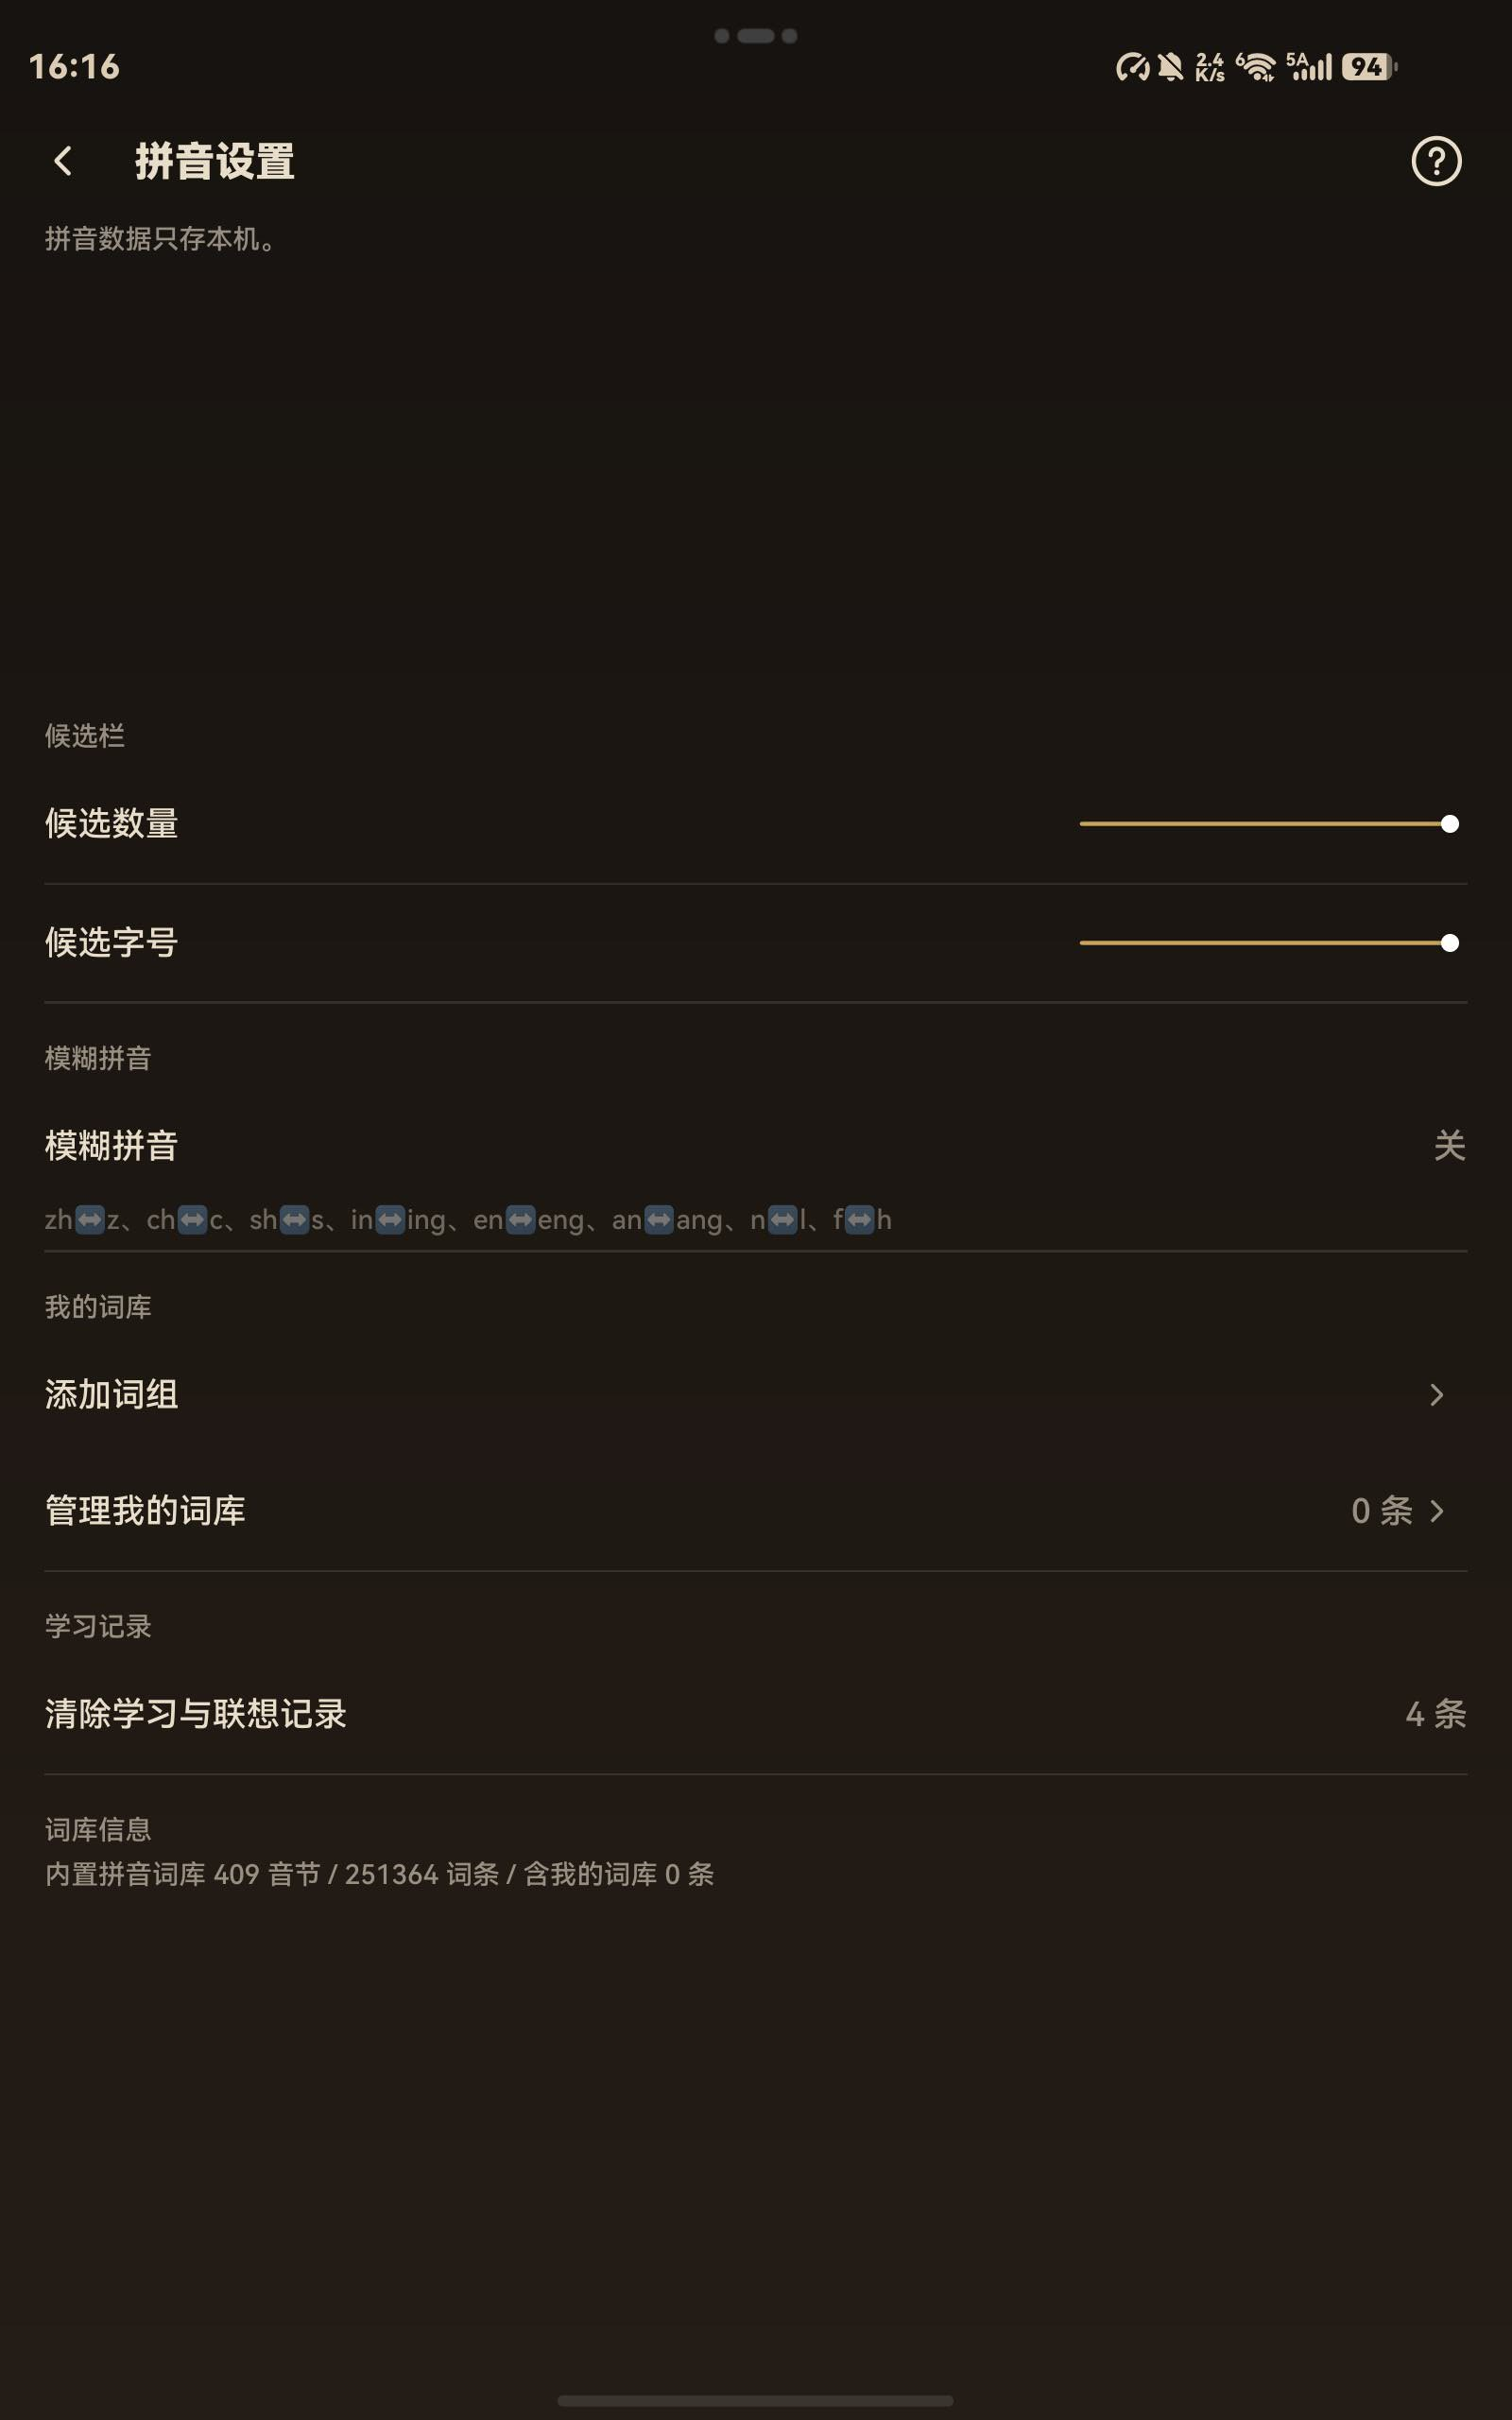 16:16 2.4 K/s 6 5A 94
拼音设置
拼音数据只存本机。
候选栏
候选数量
候选字号
模糊拼音
模糊拼音 关
zh↔️z、ch↔️c、sh↔️s、in↔️ing、en↔️eng、an↔️ang、n↔️l、f↔️h
我的词库
添加词组
管理我的词库 0 条
学习记录
清除学习与联想记录 4 条
词库信息
内置拼音词库 409 音节 / 251364 词条 / 含我的词库 0 条